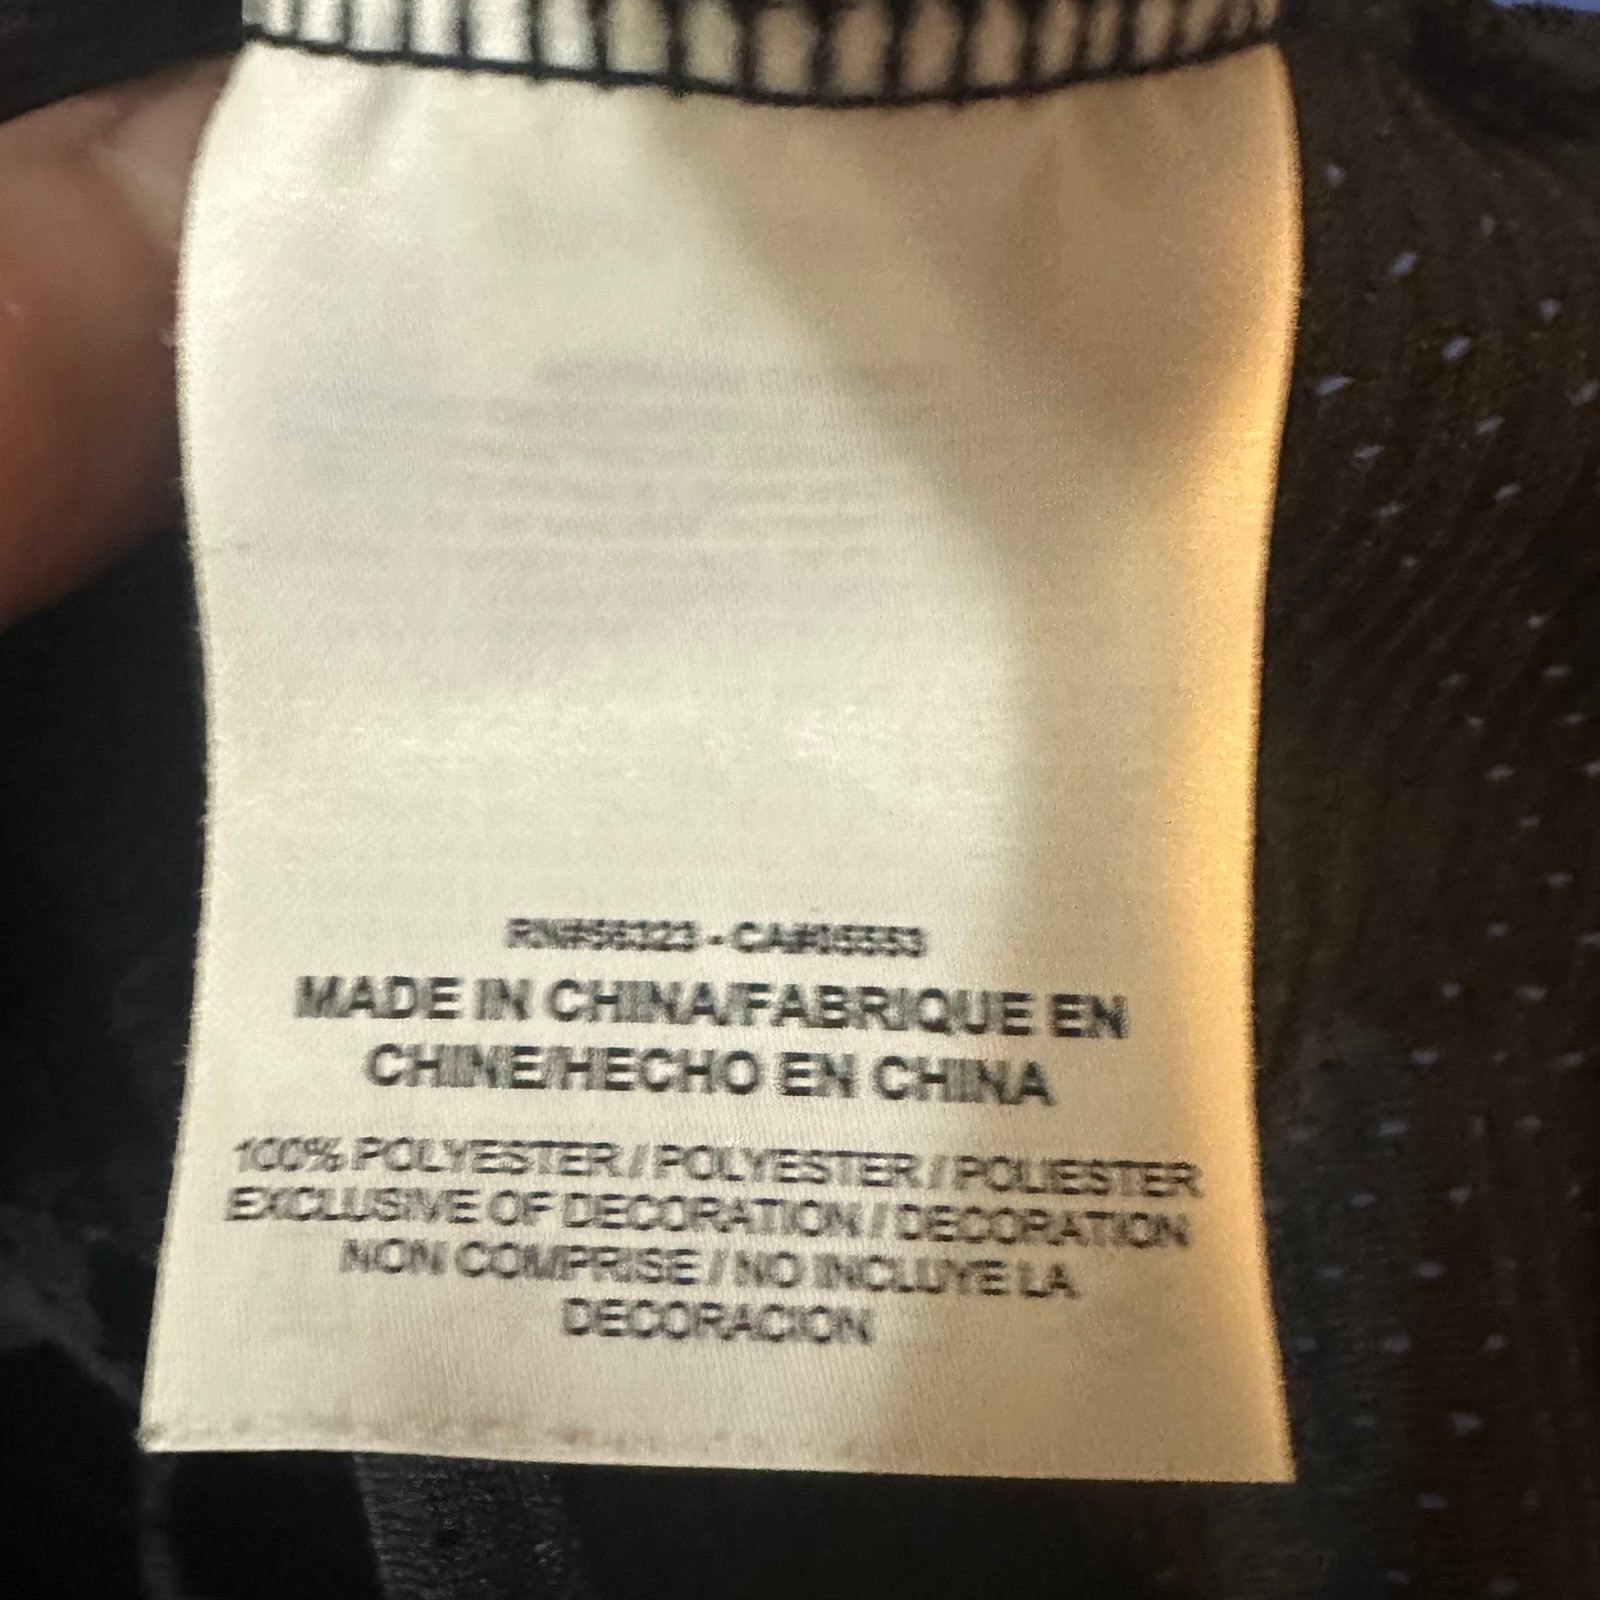 RN#56323 - CA#05553
MADE IN CHINA/FABRIQUE EN
CHINE/HECHO EN CHINA
100% POLYESTER / POLYESTER / POLIESTER
EXCLUSIVE OF DECORATION / DECORATION
NON COMPRISE / NO INCLUYE LA
DECORACION